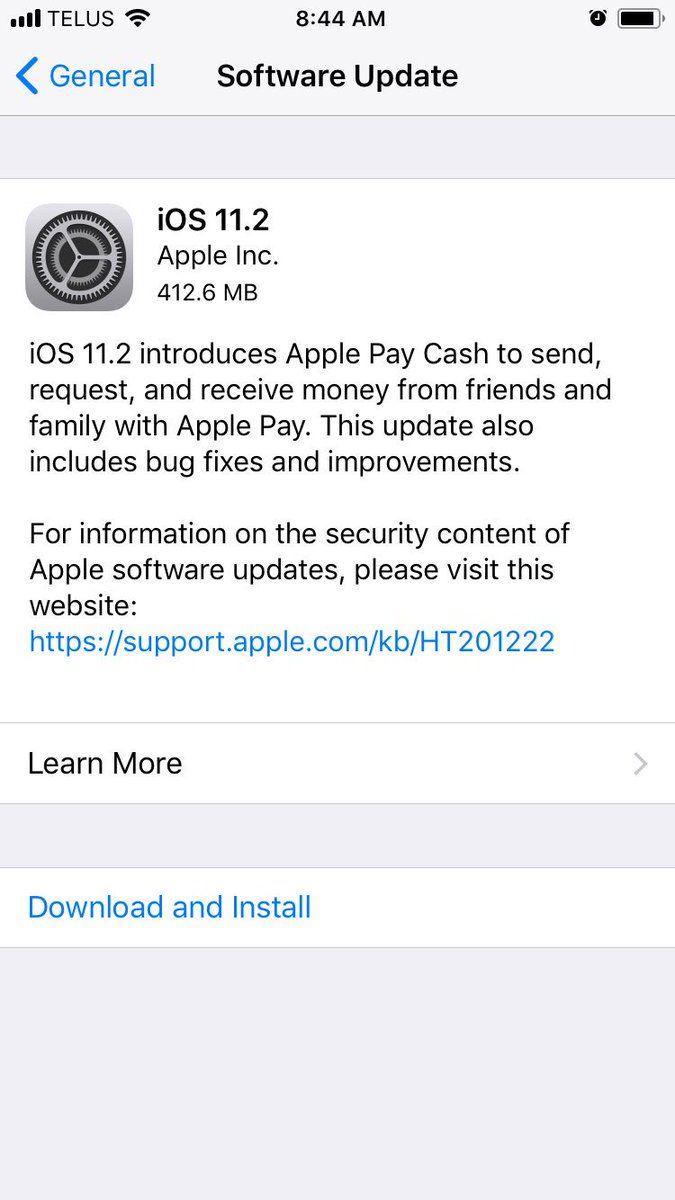 TELUS 8:44 AM
General Software Update
iOS 11.2
Apple Inc.
412.6 MB
iOS 11.2 introduces Apple Pay Cash to send,
request, and receive money from friends and
family with Apple Pay. This update also
includes bug fixes and improvements.
For information on the security content of
Apple software updates, please visit this
website:
https://support.apple.com/kb/HT201222
Learn More
Download and Install